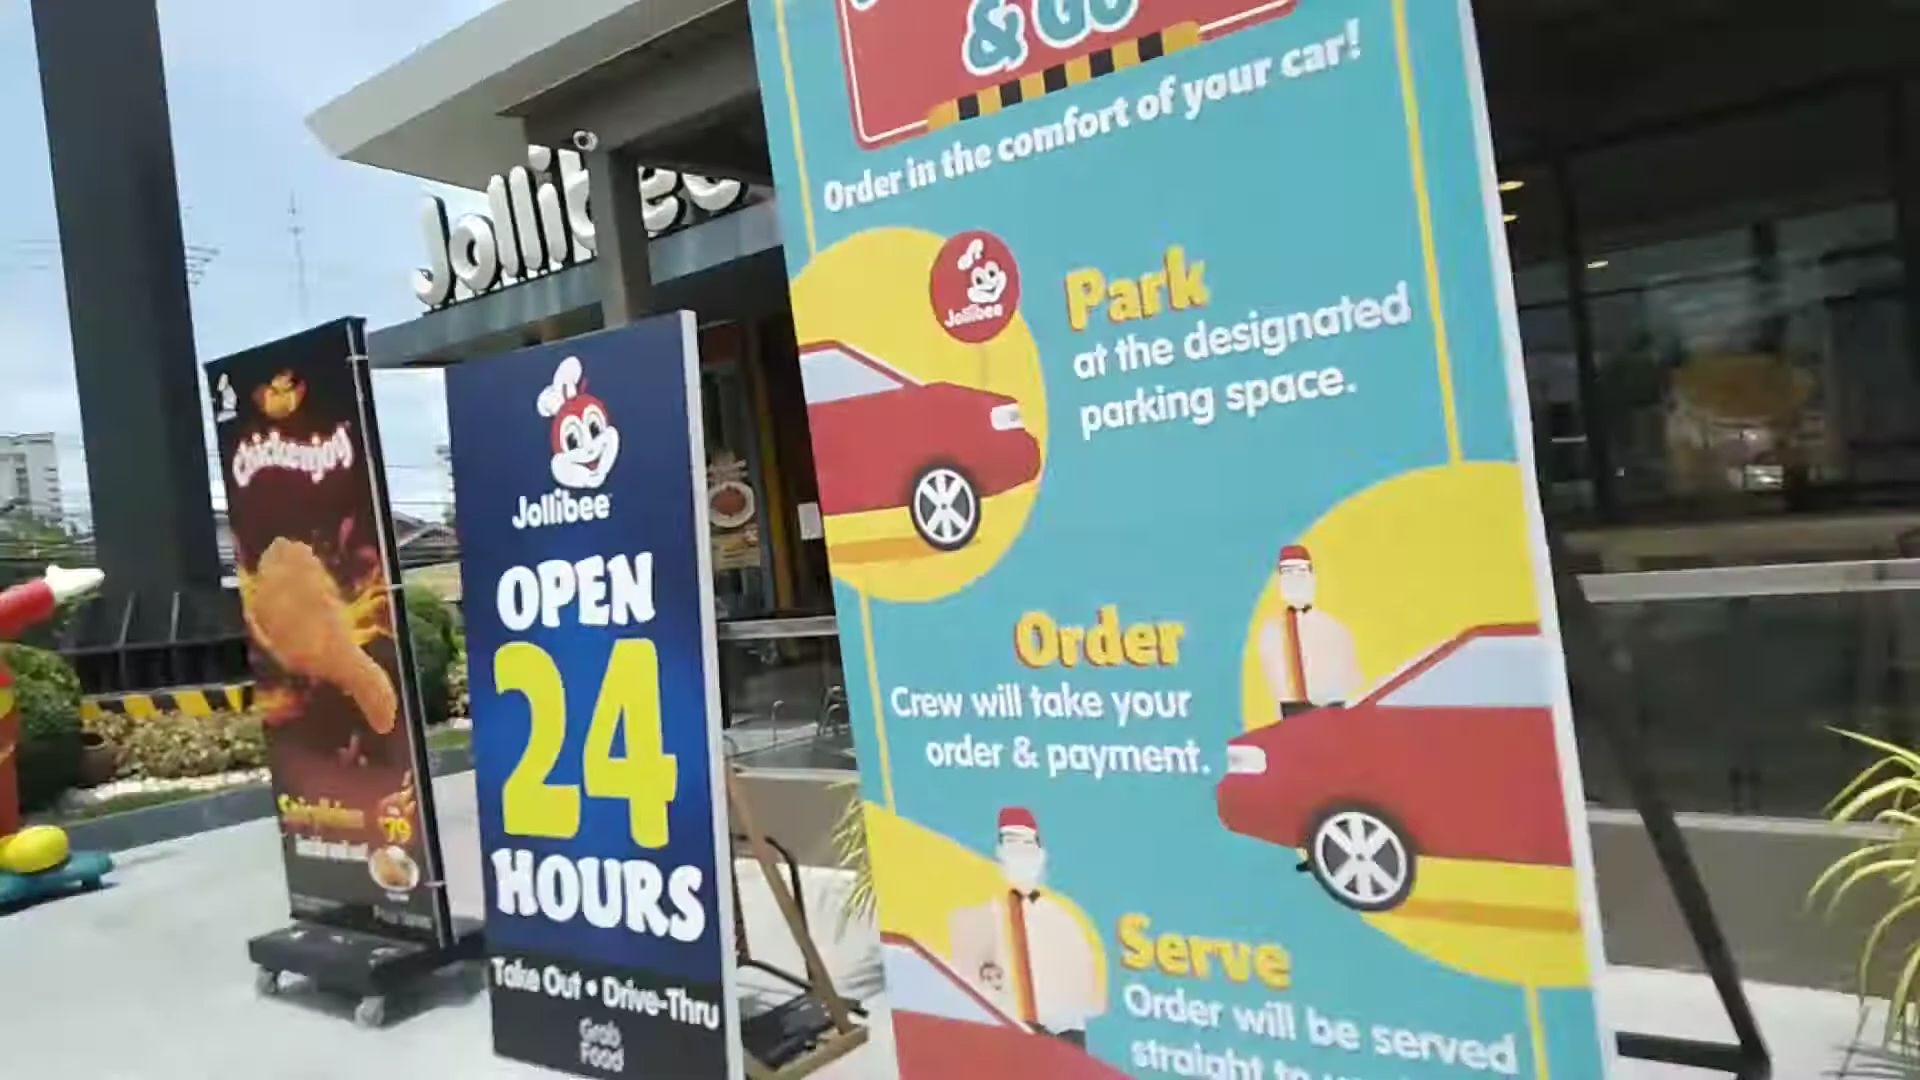 Jollibee
Chickenjoy
79
Jollibee
OPEN
24
HOURS
Take Out • Drive-Thru
Grab
Food
& Go
Order in the comfort of your car!
Jollibee
Park
at the designated
parking space.
Order
Crew will take your
order & payment.
Serve
Order will be served
straight to